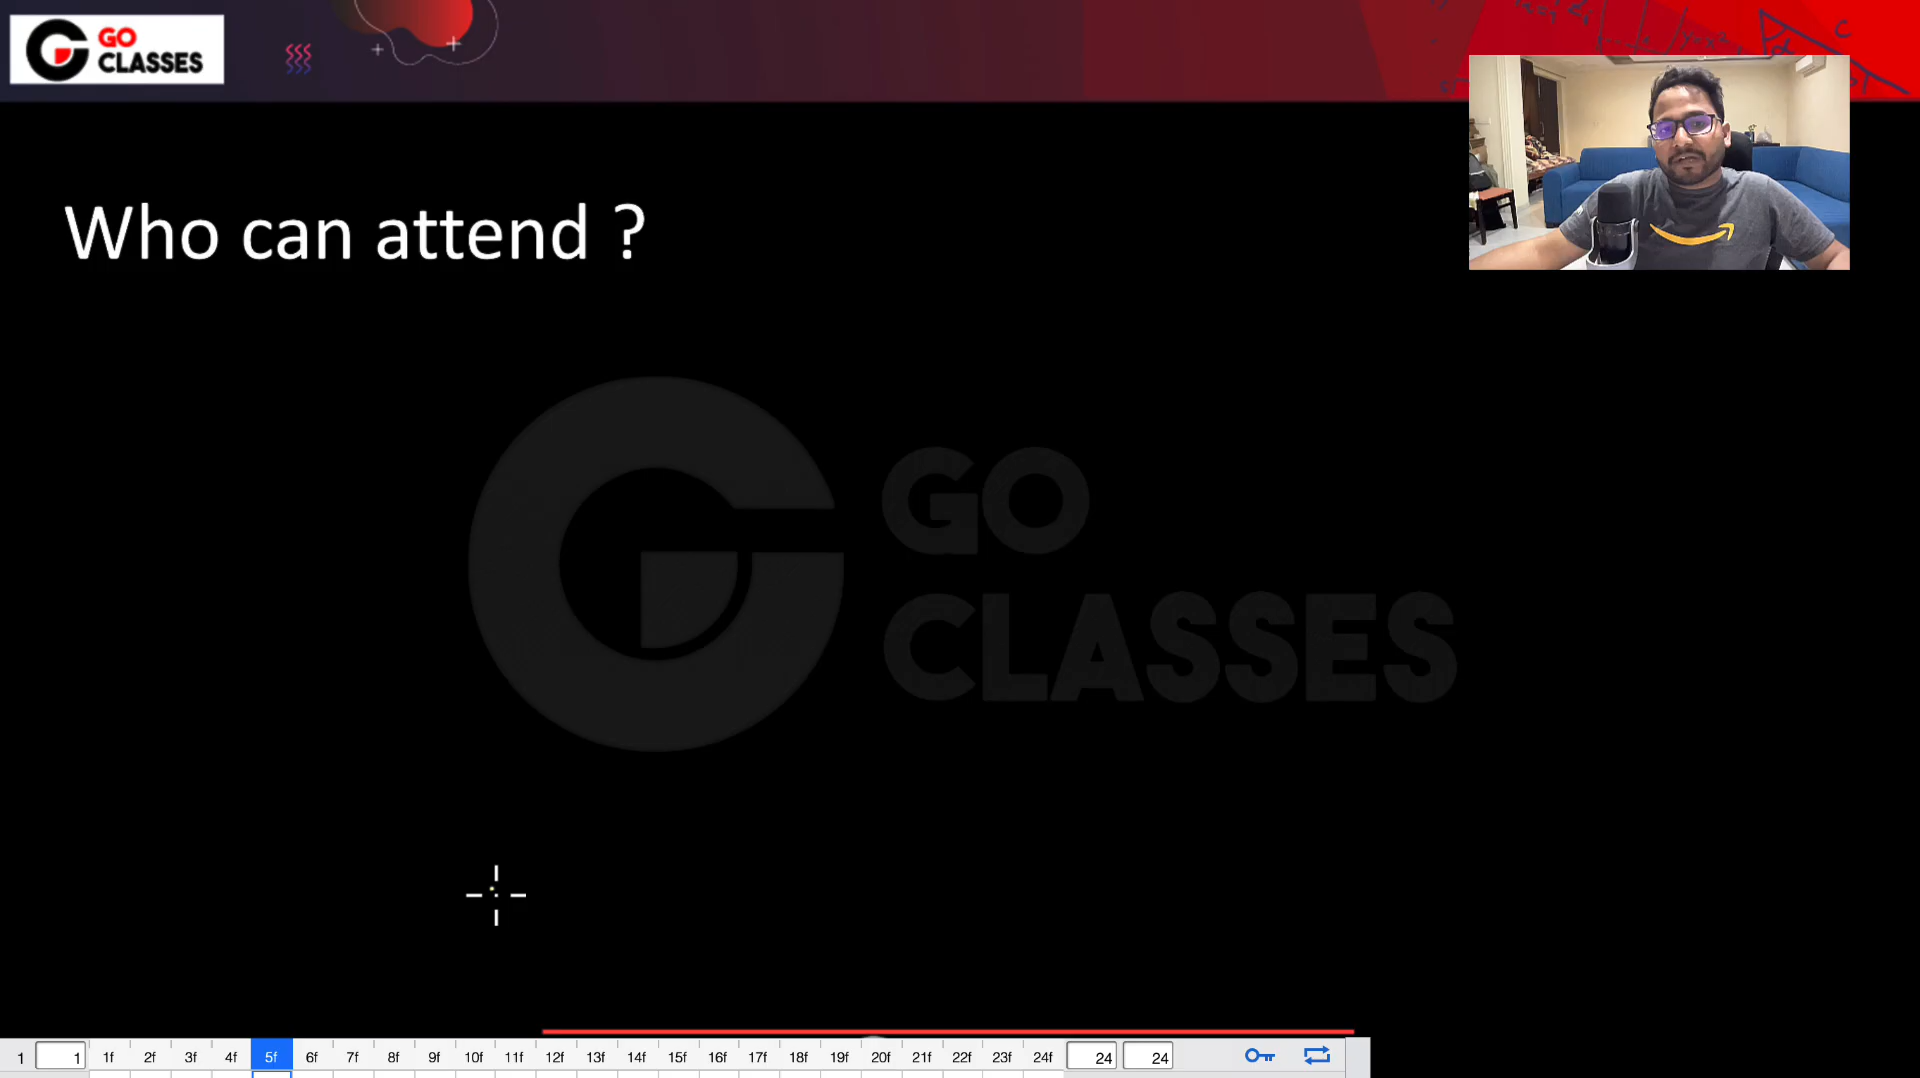 GO
CLASSES
Who can attend ?
GO
CLASSES
1 1 1f 2f 3f 4f 5f 6f 7f 8f 9f 10f 11f 12f 13f 14f 15f 16f 17f 18f 19f 20f 21f 22f 23f 24f 24 24